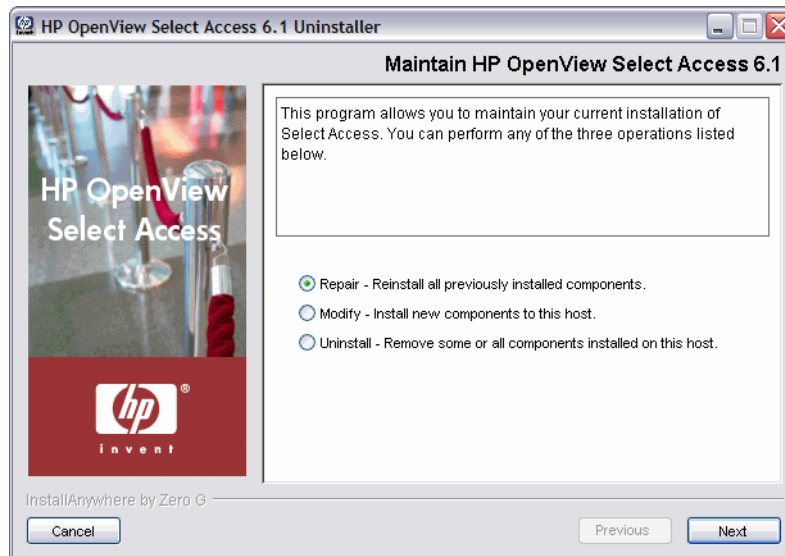 HP OpenView Select Access 6.1 Uninstaller
Maintain HP OpenView Select Access 6.1
This program allows you to maintain your current installation of
Select Access. You can perform any of the three operations listed
below.
HP OpenView
Select Access
Repair - Reinstall all previously installed components.
Modify - Install new components to this host.
Uninstall - Remove some or all components installed on this host.
hp
®
invent
InstallAnywhere by Zero G
Cancel
Previous
Next